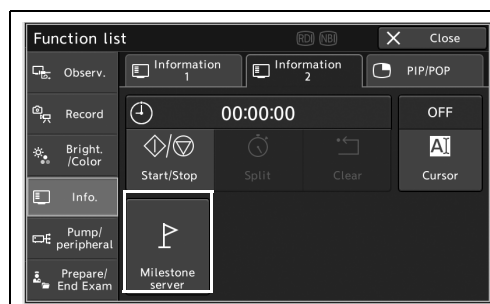 Function list
RDI NBI
Close
Observ.
Record
Bright.
/Color
Info.
Pump/
peripheral
Prepare/
End Exam
Information
1
Information
2
PIP/POP
00:00:00
OFF
Start/Stop
Split
Clear
A
Cursor
Milestone
server